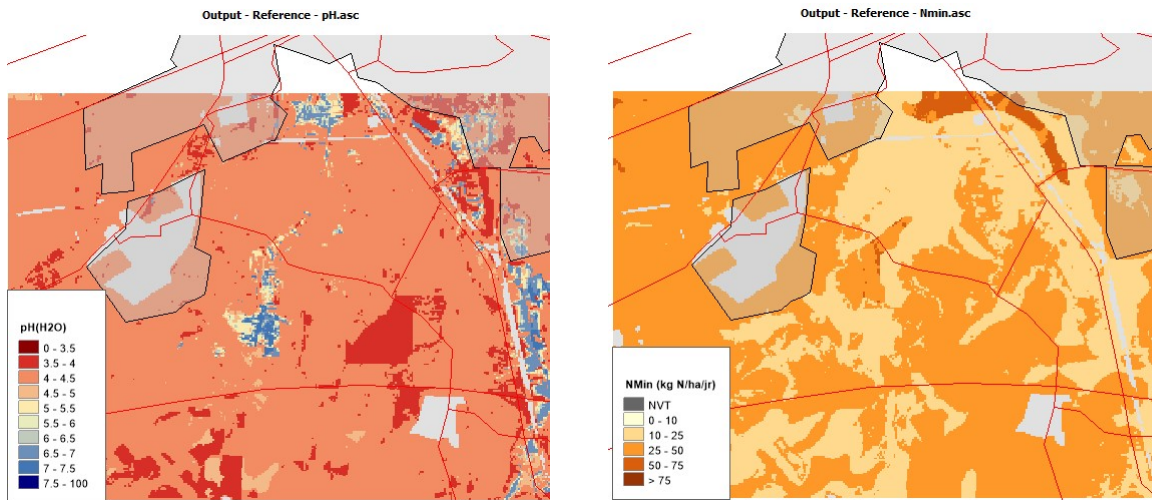 Output - Reference - pH.asc
pH(H2O)
0 - 3.5
3.5 - 4
4 - 4.5
4.5 - 5
5 - 5.5
5.5 - 6
6 - 6.5
6.5 - 7
7 - 7.5
7.5 - 100
Output - Reference - Nmin.asc
NMin (kg N/ha/jr)
NVT
0 - 10
10 - 25
25 - 50
50 - 75
> 75